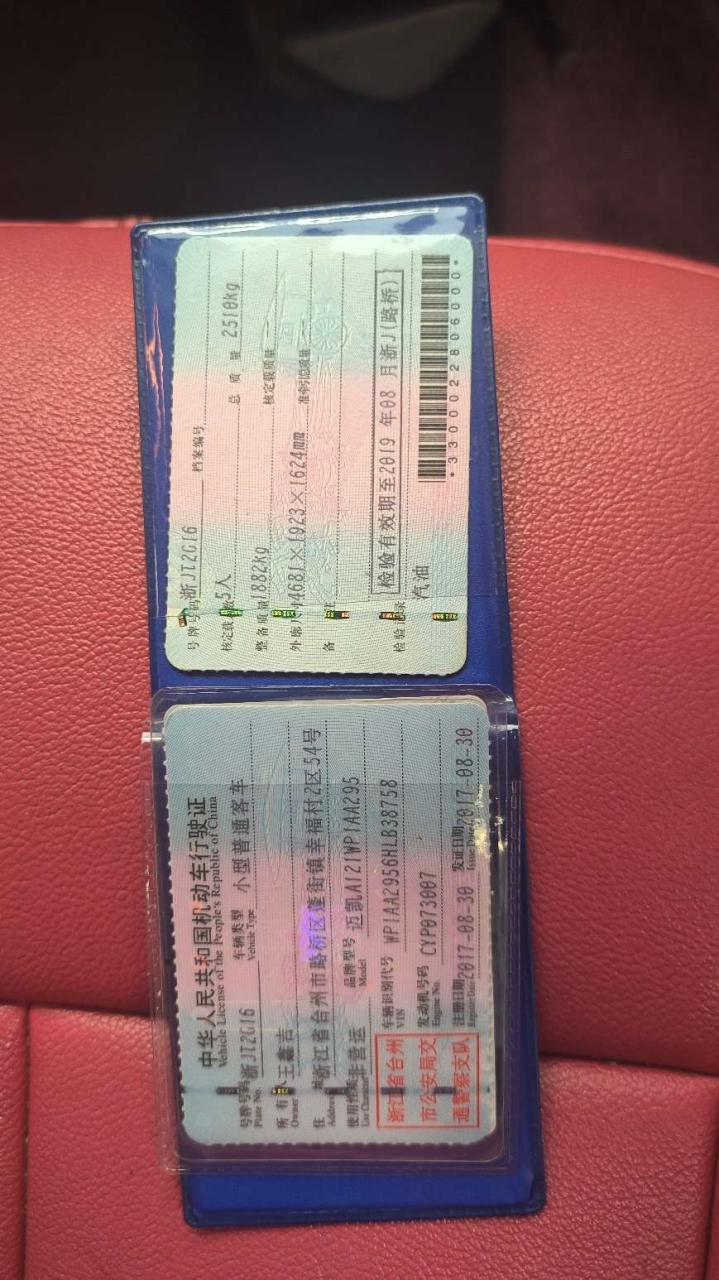 中华人民共和国机动车行驶证
Vehicle License of the People's Republic of China
号牌号码 浙JT2G16 车辆类型 小型普通客车
Plate No. Vehicle Type
所有人 王鑫吉
Owner
住址 浙江省台州市路桥区蓬街镇幸福村2区54号
Address
使用性质 非营运 品牌型号 迈凯A121WP1AA295
Use Character Model
浙江省台州
市公安局交
通警察支队
车辆识别代号 WP1AA2956HLB38758
VIN
发动机号码 CYP073007
Engine No.
注册日期 2017-08-30 发证日期 2017-08-30
Register Date Issue Date
号牌号码 浙JT2G16 档案编号
核定载人数 5人 总质量 2510kg
整备质量 1882kg 核定载质量
外廓尺寸 4681×1923×1624mm 准牵引总质量
备注
检验记录 检验有效期至2019年08月浙J(路桥)
汽油
*3300022806000*